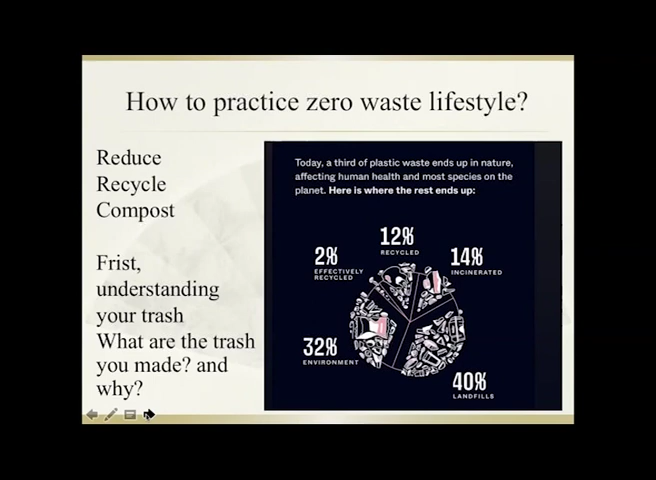 How to practice zero waste lifestyle?
Reduce
Recycle
Compost
Frist,
understanding
your trash
What are the trash
you made? and
why?
Today, a third of plastic waste ends up in nature,
affecting human health and most species on the
planet. Here is where the rest ends up:
12%
RECYCLED
2%
EFFECTIVELY
RECYCLED
14%
INCINERATED
32%
ENVIRONMENT
40%
LANDFILLS